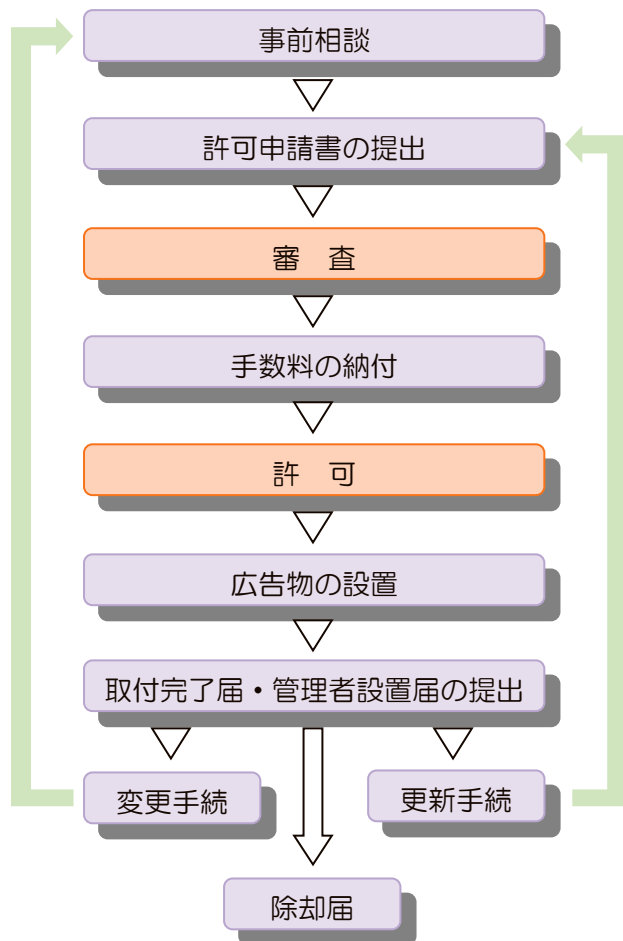 事前相談
許可申請書の提出
審　査
手数料の納付
許　可
広告物の設置
取付完了届・管理者設置届の提出
変更手続
更新手続
除却届